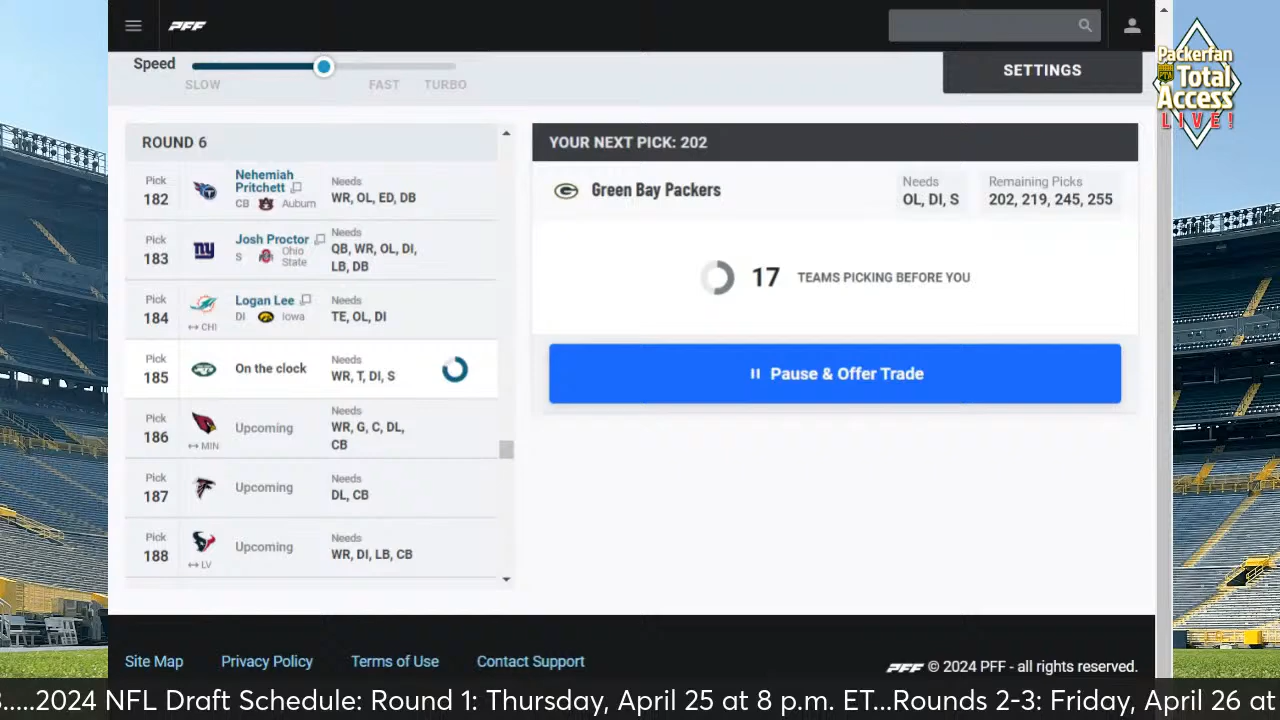 PFF
Packerfan
PTA
Total
Access
LIVE!
Speed
SLOW
FAST
TURBO
SETTINGS
ROUND 6
Pick
182
Nehemiah
Pritchett
CB Auburn
Needs
WR, OL, ED, DB
Pick
183
ny
Josh Proctor
S Ohio
State
Needs
QB, WR, OL, DI,
LB, DB
Pick
184
↔ CHI
Logan Lee
DI Iowa
Needs
TE, OL, DI
Pick
185
On the clock
Needs
WR, T, DI, S
Pick
186
↔ MIN
Upcoming
Needs
WR, G, C, DL,
CB
Pick
187
Upcoming
Needs
DL, CB
Pick
188
↔ LV
Upcoming
Needs
WR, DI, LB, CB
YOUR NEXT PICK: 202
G
Green Bay Packers
Needs
OL, DI, S
Remaining Picks
202, 219, 245, 255
17 TEAMS PICKING BEFORE YOU
Pause & Offer Trade
Site Map
Privacy Policy
Terms of Use
Contact Support
PFF © 2024 PFF - all rights reserved.
3.....2024 NFL Draft Schedule: Round 1: Thursday, April 25 at 8 p.m. ET...Rounds 2-3: Friday, April 26 at